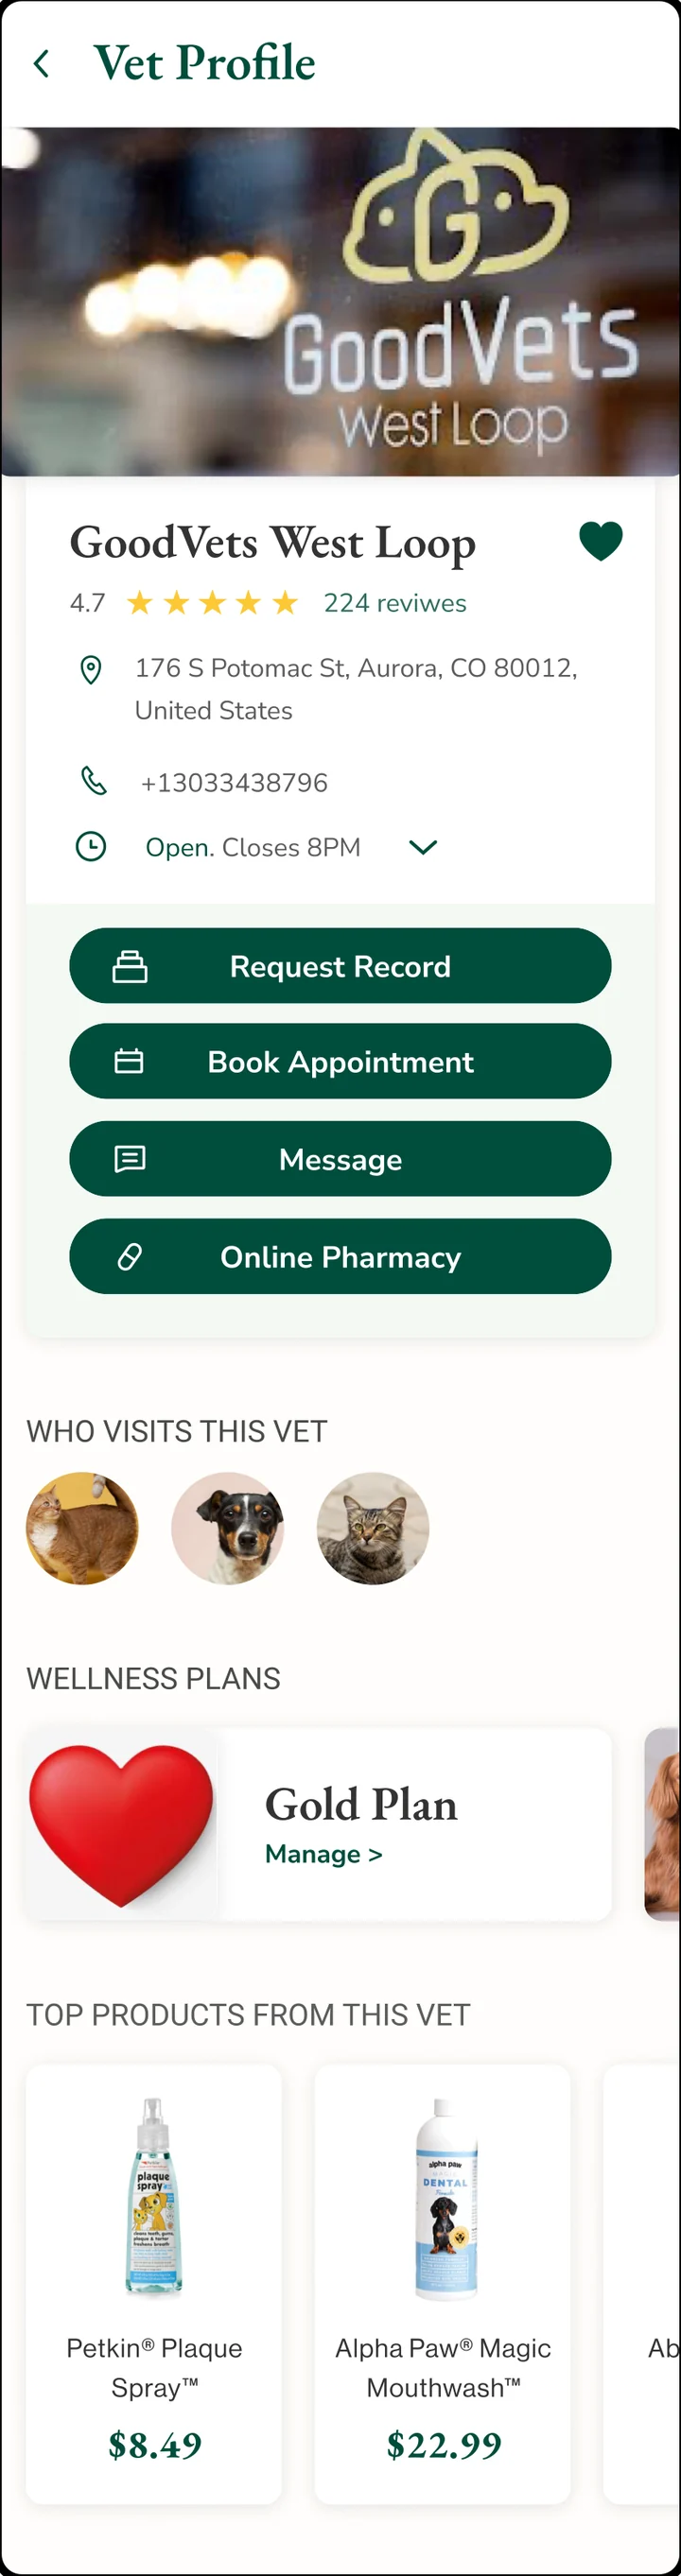 Vet Profile
G
GoodVets
West Loop
GoodVets West Loop
4.7 224 reviwes
176 S Potomac St, Aurora, CO 80012,
United States
+13033438796
Open. Closes 8PM
Request Record
Book Appointment
Message
Online Pharmacy
WHO VISITS THIS VET
WELLNESS PLANS
Gold Plan
Manage >
TOP PRODUCTS FROM THIS VET
plaque
spray
alpha paw
DENTAL
Petkin® Plaque
Spray™
$8.49
Alpha Paw® Magic
Mouthwash™
$22.99
Ab